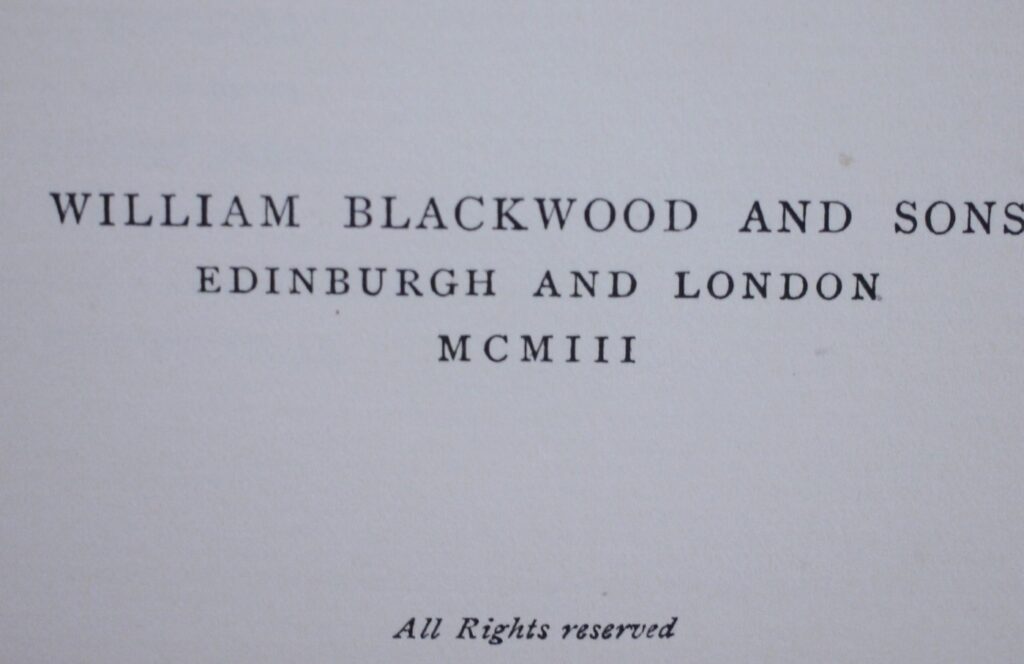 WILLIAM BLACKWOOD AND SONS
EDINBURGH AND LONDON
MCMIII
All Rights reserved